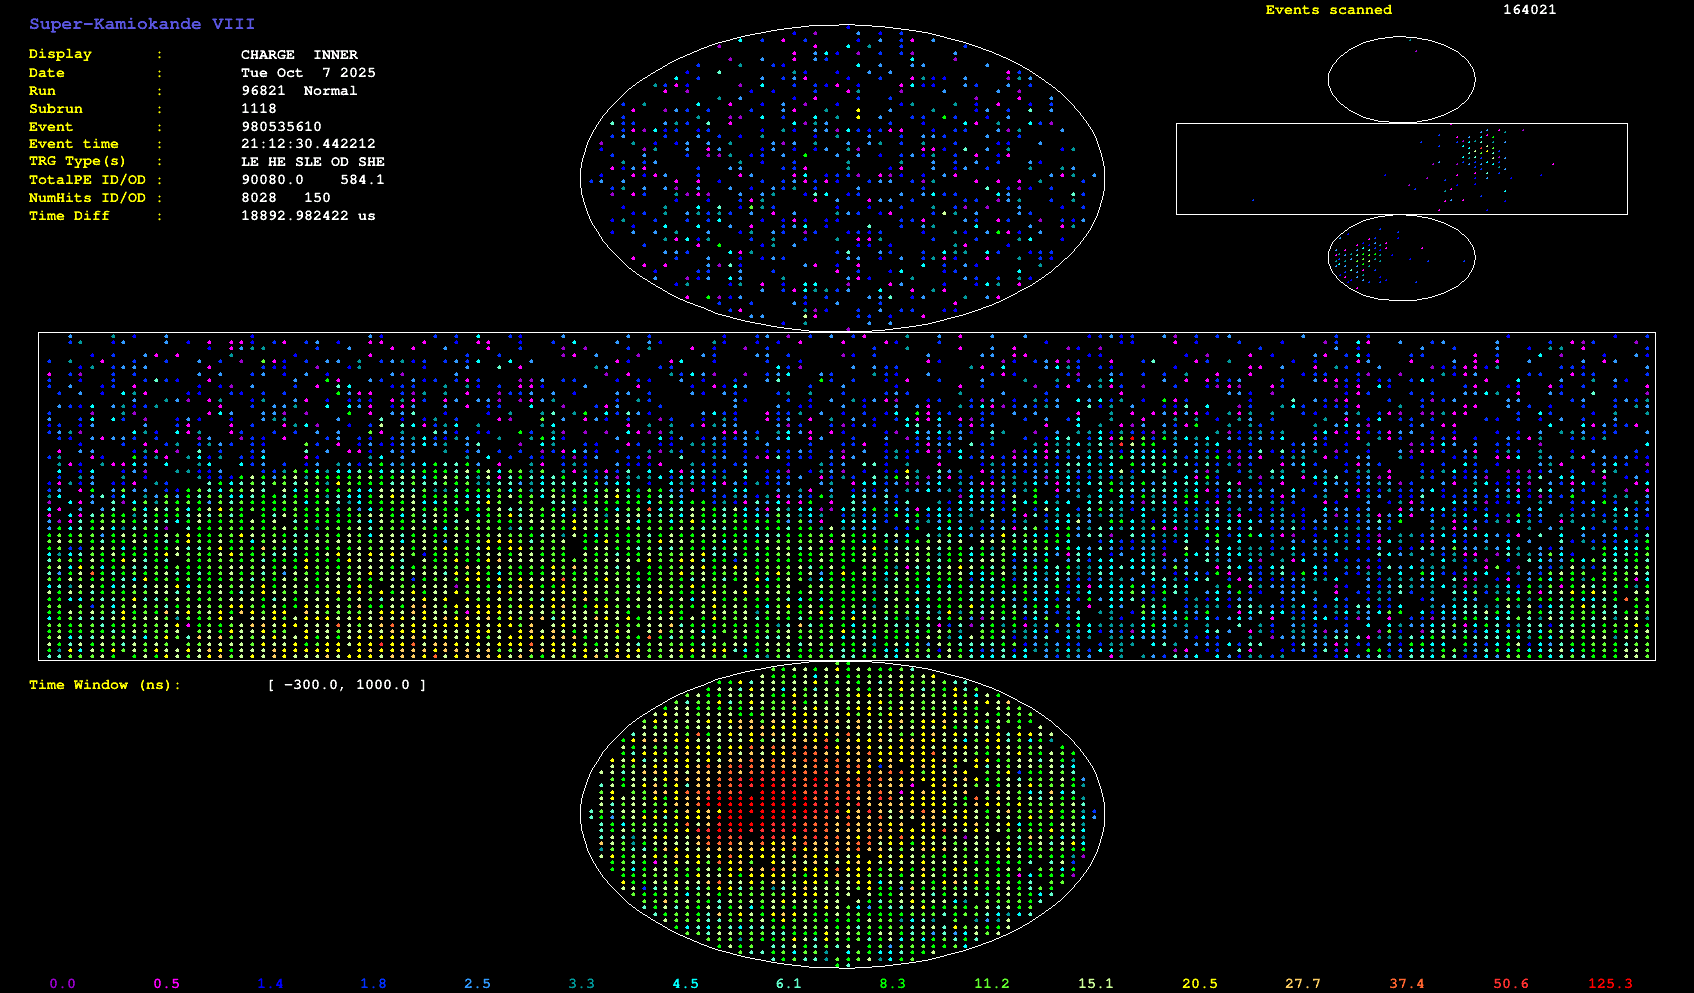 Super-Kamiokande VIII
Events scanned 164021
Display : CHARGE INNER
Date : Tue Oct 7 2025
Run : 96821 Normal
Subrun : 1118
Event : 980535610
Event time : 21:12:30.442212
TRG Type(s) : LE HE SLE OD SHE
TotalPE ID/OD : 90080.0 584.1
NumHits ID/OD : 8028 150
Time Diff : 18892.982422 us
Time Window (ns): [ -300.0, 1000.0 ]
0.0 0.5 1.4 1.8 2.5 3.3 4.5 6.1 8.3 11.2 15.1 20.5 27.7 37.4 50.6 125.3